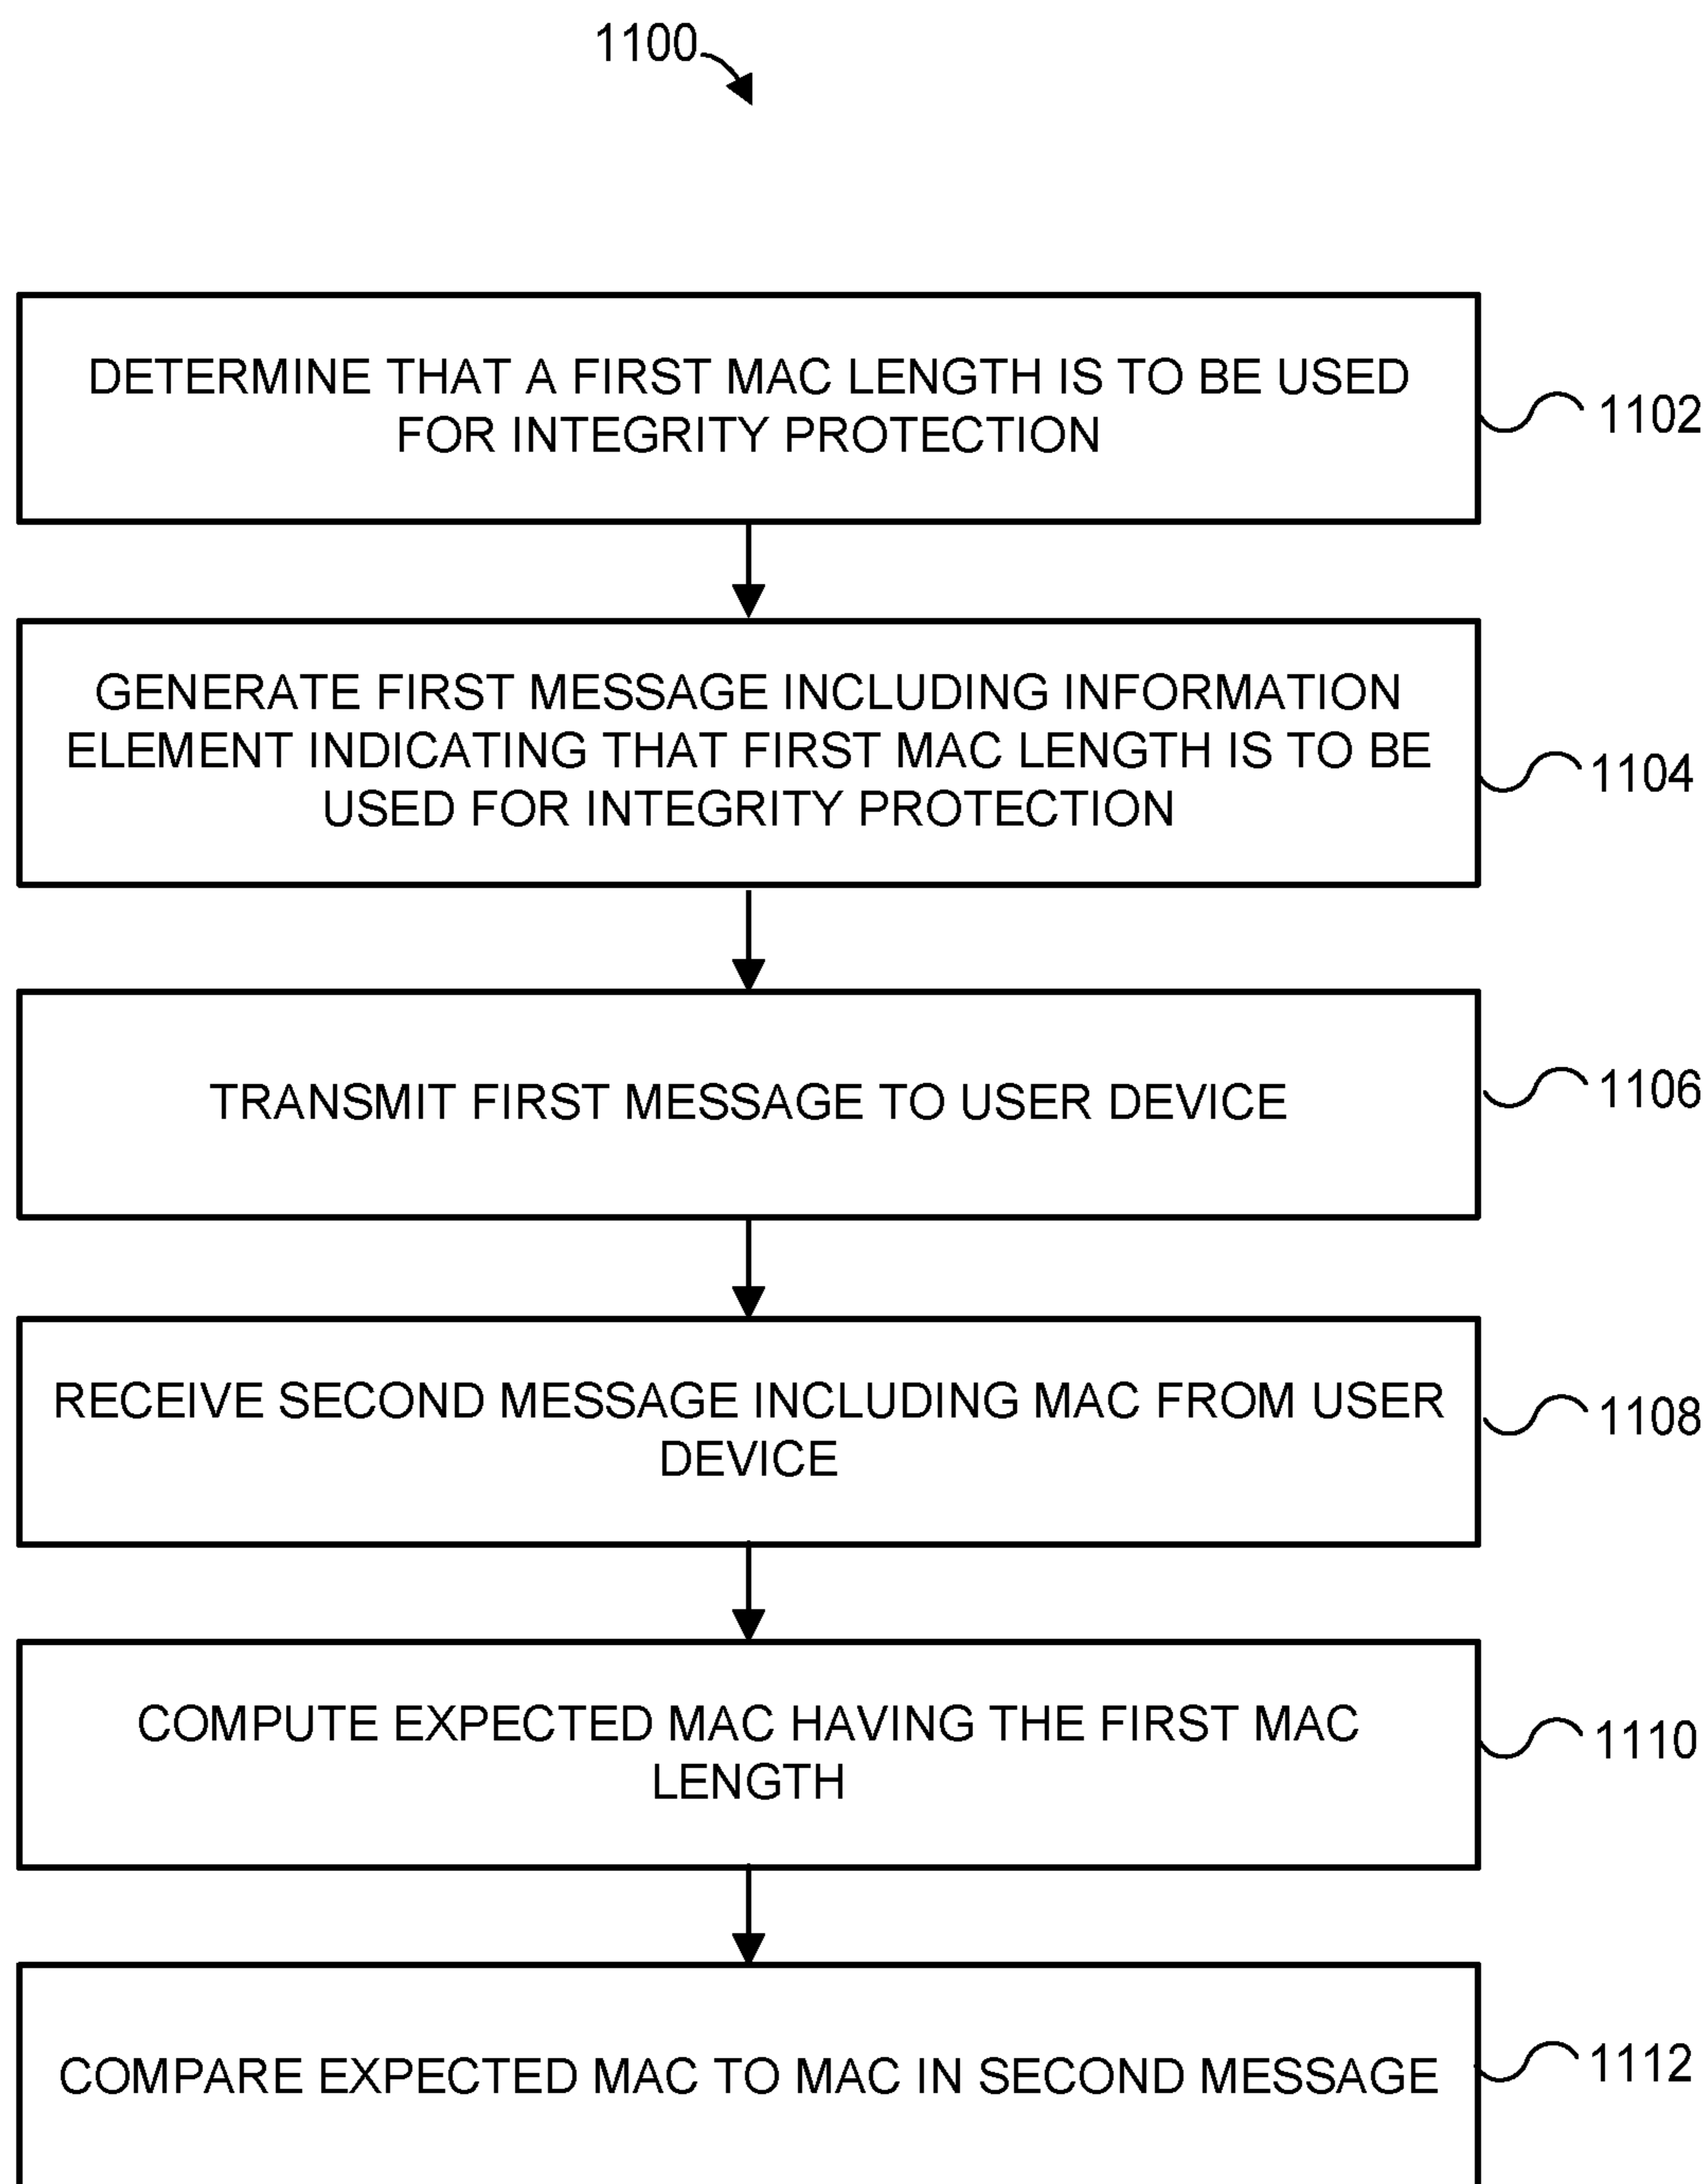 1100
DETERMINE THAT A FIRST MAC LENGTH IS TO BE USED
FOR INTEGRITY PROTECTION
1102
GENERATE FIRST MESSAGE INCLUDING INFORMATION
ELEMENT INDICATING THAT FIRST MAC LENGTH IS TO BE
USED FOR INTEGRITY PROTECTION
1104
TRANSMIT FIRST MESSAGE TO USER DEVICE
1106
RECEIVE SECOND MESSAGE INCLUDING MAC FROM USER
DEVICE
1108
COMPUTE EXPECTED MAC HAVING THE FIRST MAC
LENGTH
1110
COMPARE EXPECTED MAC TO MAC IN SECOND MESSAGE
1112